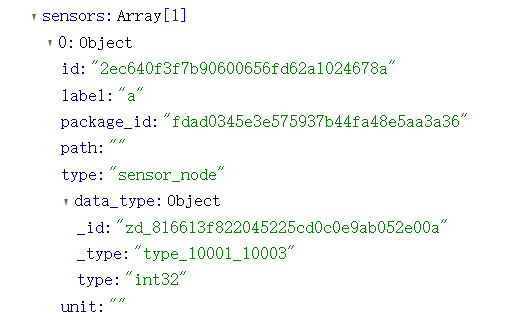 sensors: Array[1]
0: Object
id: "2ec640f3f7b90600656fd62a1024678a"
label: "a"
package_id: "fdad0345e3e575937b44fa48e5aa3a36"
path: ""
type: "sensor_node"
data_type: Object
_id: "zd_816613f822045225cd0c0e9ab052e00a"
_type: "type_10001_10003"
type: "int32"
unit: ""